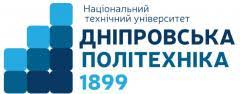 Національний
технічний університет
ДНІПРОВСЬКА
ПОЛІТЕХНІКА
1899